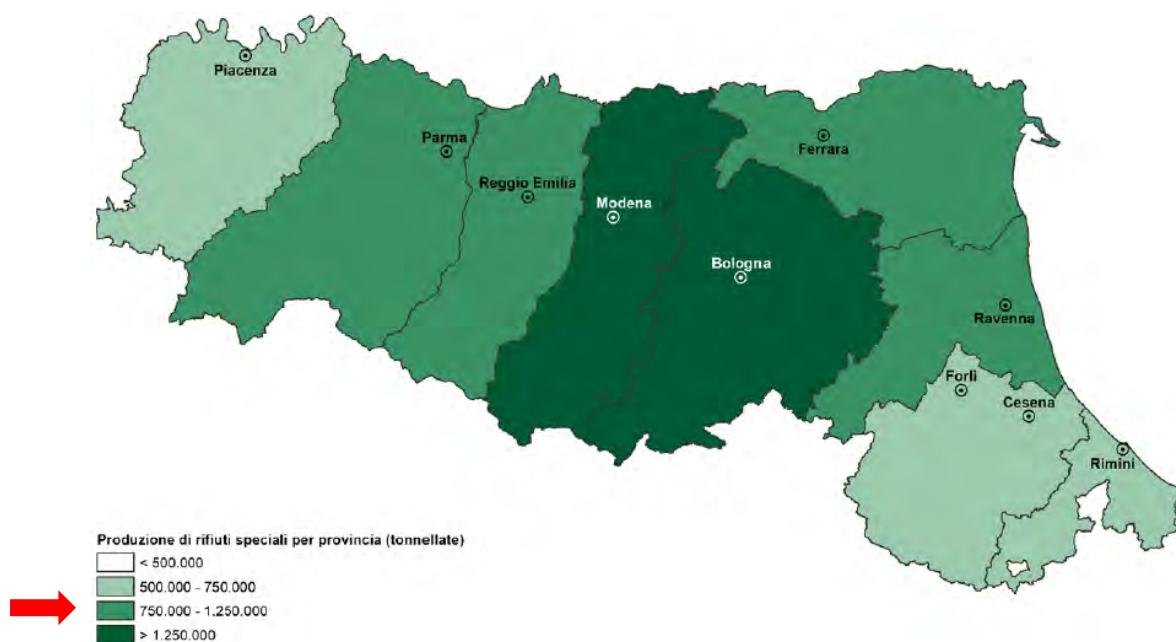 Piacenza
Parma
Ferrara
Reggio Emilia
Modena
Bologna
Ravenna
Forlì
Cesena
Rimini
Produzione di rifiuti speciali per provincia (tonnellate)
< 500.000
500.000 - 750.000
750.000 - 1.250.000
> 1.250.000